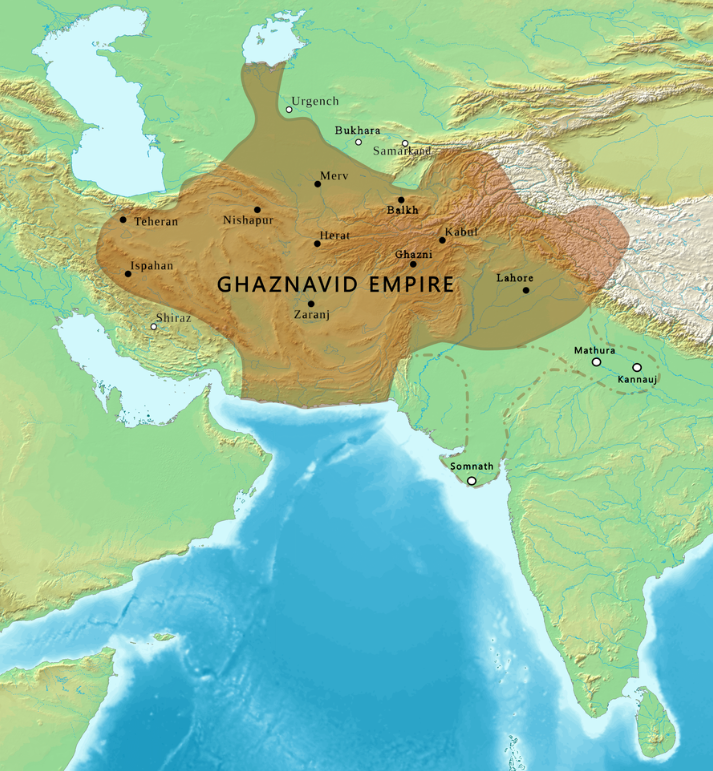 Urgench
Bukhara
Samarkand
Merv
Balkh
Teheran
Nishapur
Herat
Kabul
Ghazni
Ispahan
GHAZNAVID EMPIRE
Lahore
Zaranj
Shiraz
Mathura
Kannauj
Somnath